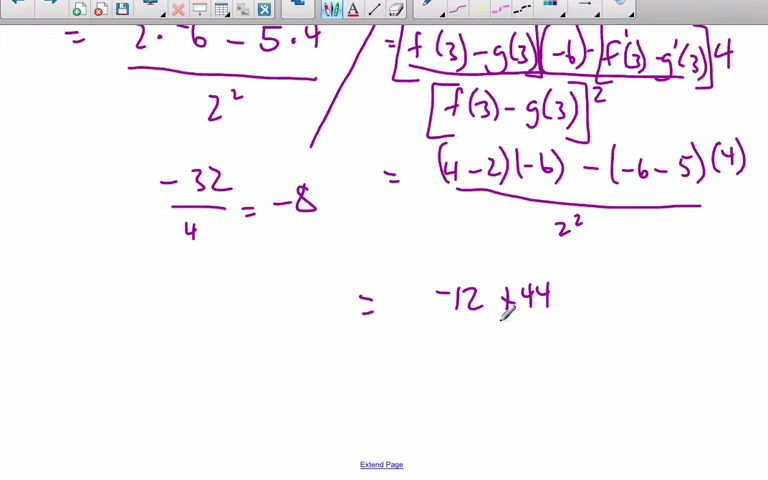 = 2 · -6 - 5 · 4
2²
-32
4
= -8
= [f(3) - g(3)](-6) - [f'(3) - g'(3)]4
[f(3) - g(3)]²
= (4 - 2)(-6) - (-6 - 5)(4)
2²
= -12 + 44
Extend Page